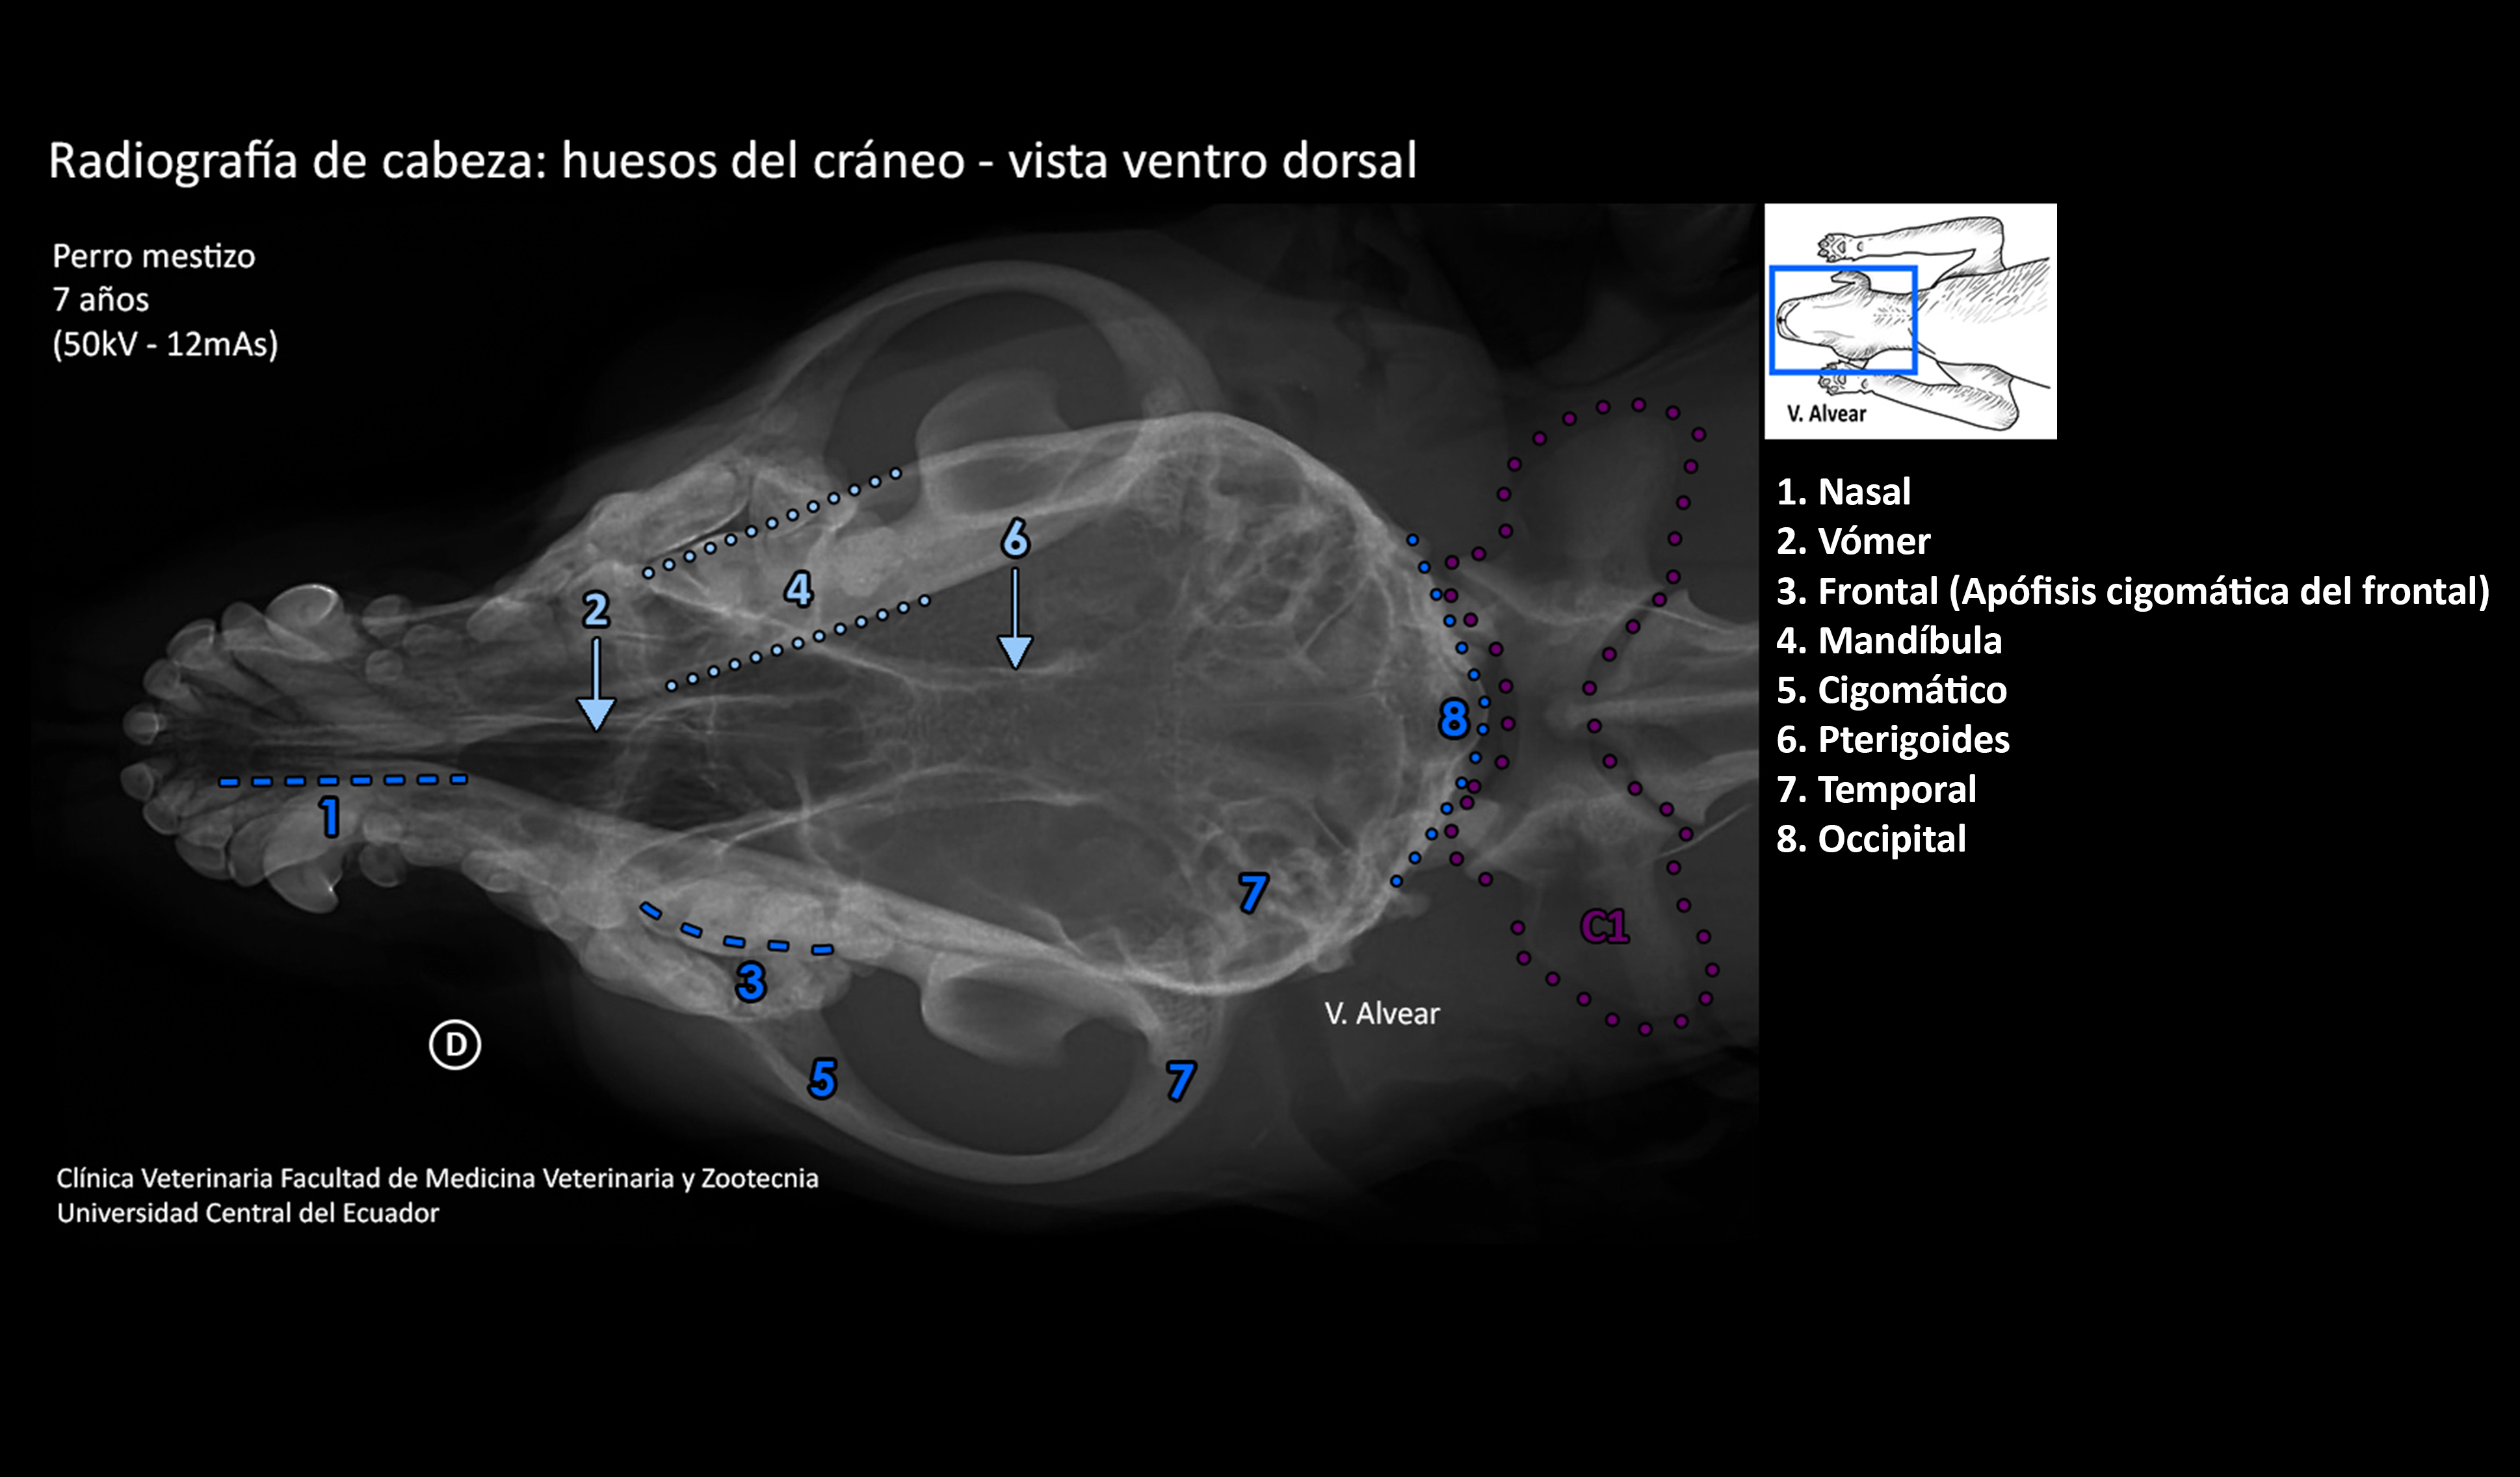 Radiografía de cabeza: huesos del cráneo - vista ventro dorsal
Perro mestizo
7 años
(50kV - 12mAs)
V. Alvear
1. Nasal
2. Vómer
3. Frontal (Apófisis cigomática del frontal)
4. Mandíbula
5. Cigomático
6. Pterigoides
7. Temporal
8. Occipital
6
4
2
8
1
7
C1
3
V. Alvear
D
5
7
Clínica Veterinaria Facultad de Medicina Veterinaria y Zootecnia
Universidad Central del Ecuador